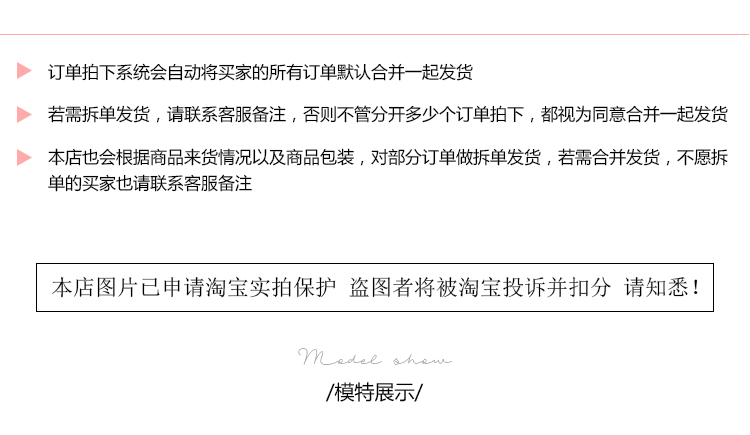 订单拍下系统会自动将买家的所有订单默认合并一起发货
若需拆单发货，请联系客服备注，否则不管分开多少个订单拍下，都视为同意合并一起发货
本店也会根据商品来货情况以及商品包装，对部分订单做拆单发货，若需合并发货，不愿拆
单的买家也请联系客服备注
本店图片已申请淘宝实拍保护 盗图者将被淘宝投诉并扣分 请知悉！
Model show
/模特展示/